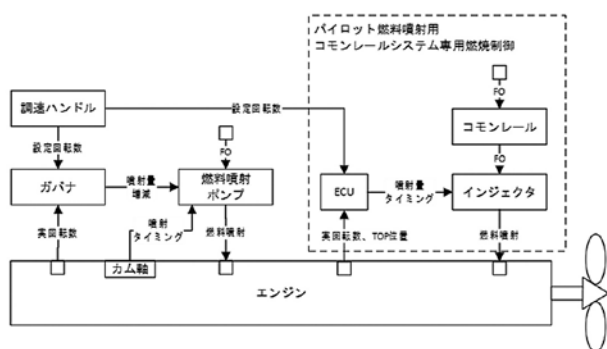 パイロット燃料噴射用
コモンレールシステム専用燃焼制御
FO
調速ハンドル
設定回転数
コモンレール
設定回転数
FO
FO
ガバナ
噴射量
増減
燃料噴射
ポンプ
ECU
噴射量
タイミング
インジェクタ
実回転数
噴射
タイミング
燃料噴射
実回転数、TOP位置
燃料噴射
カム軸
エンジン